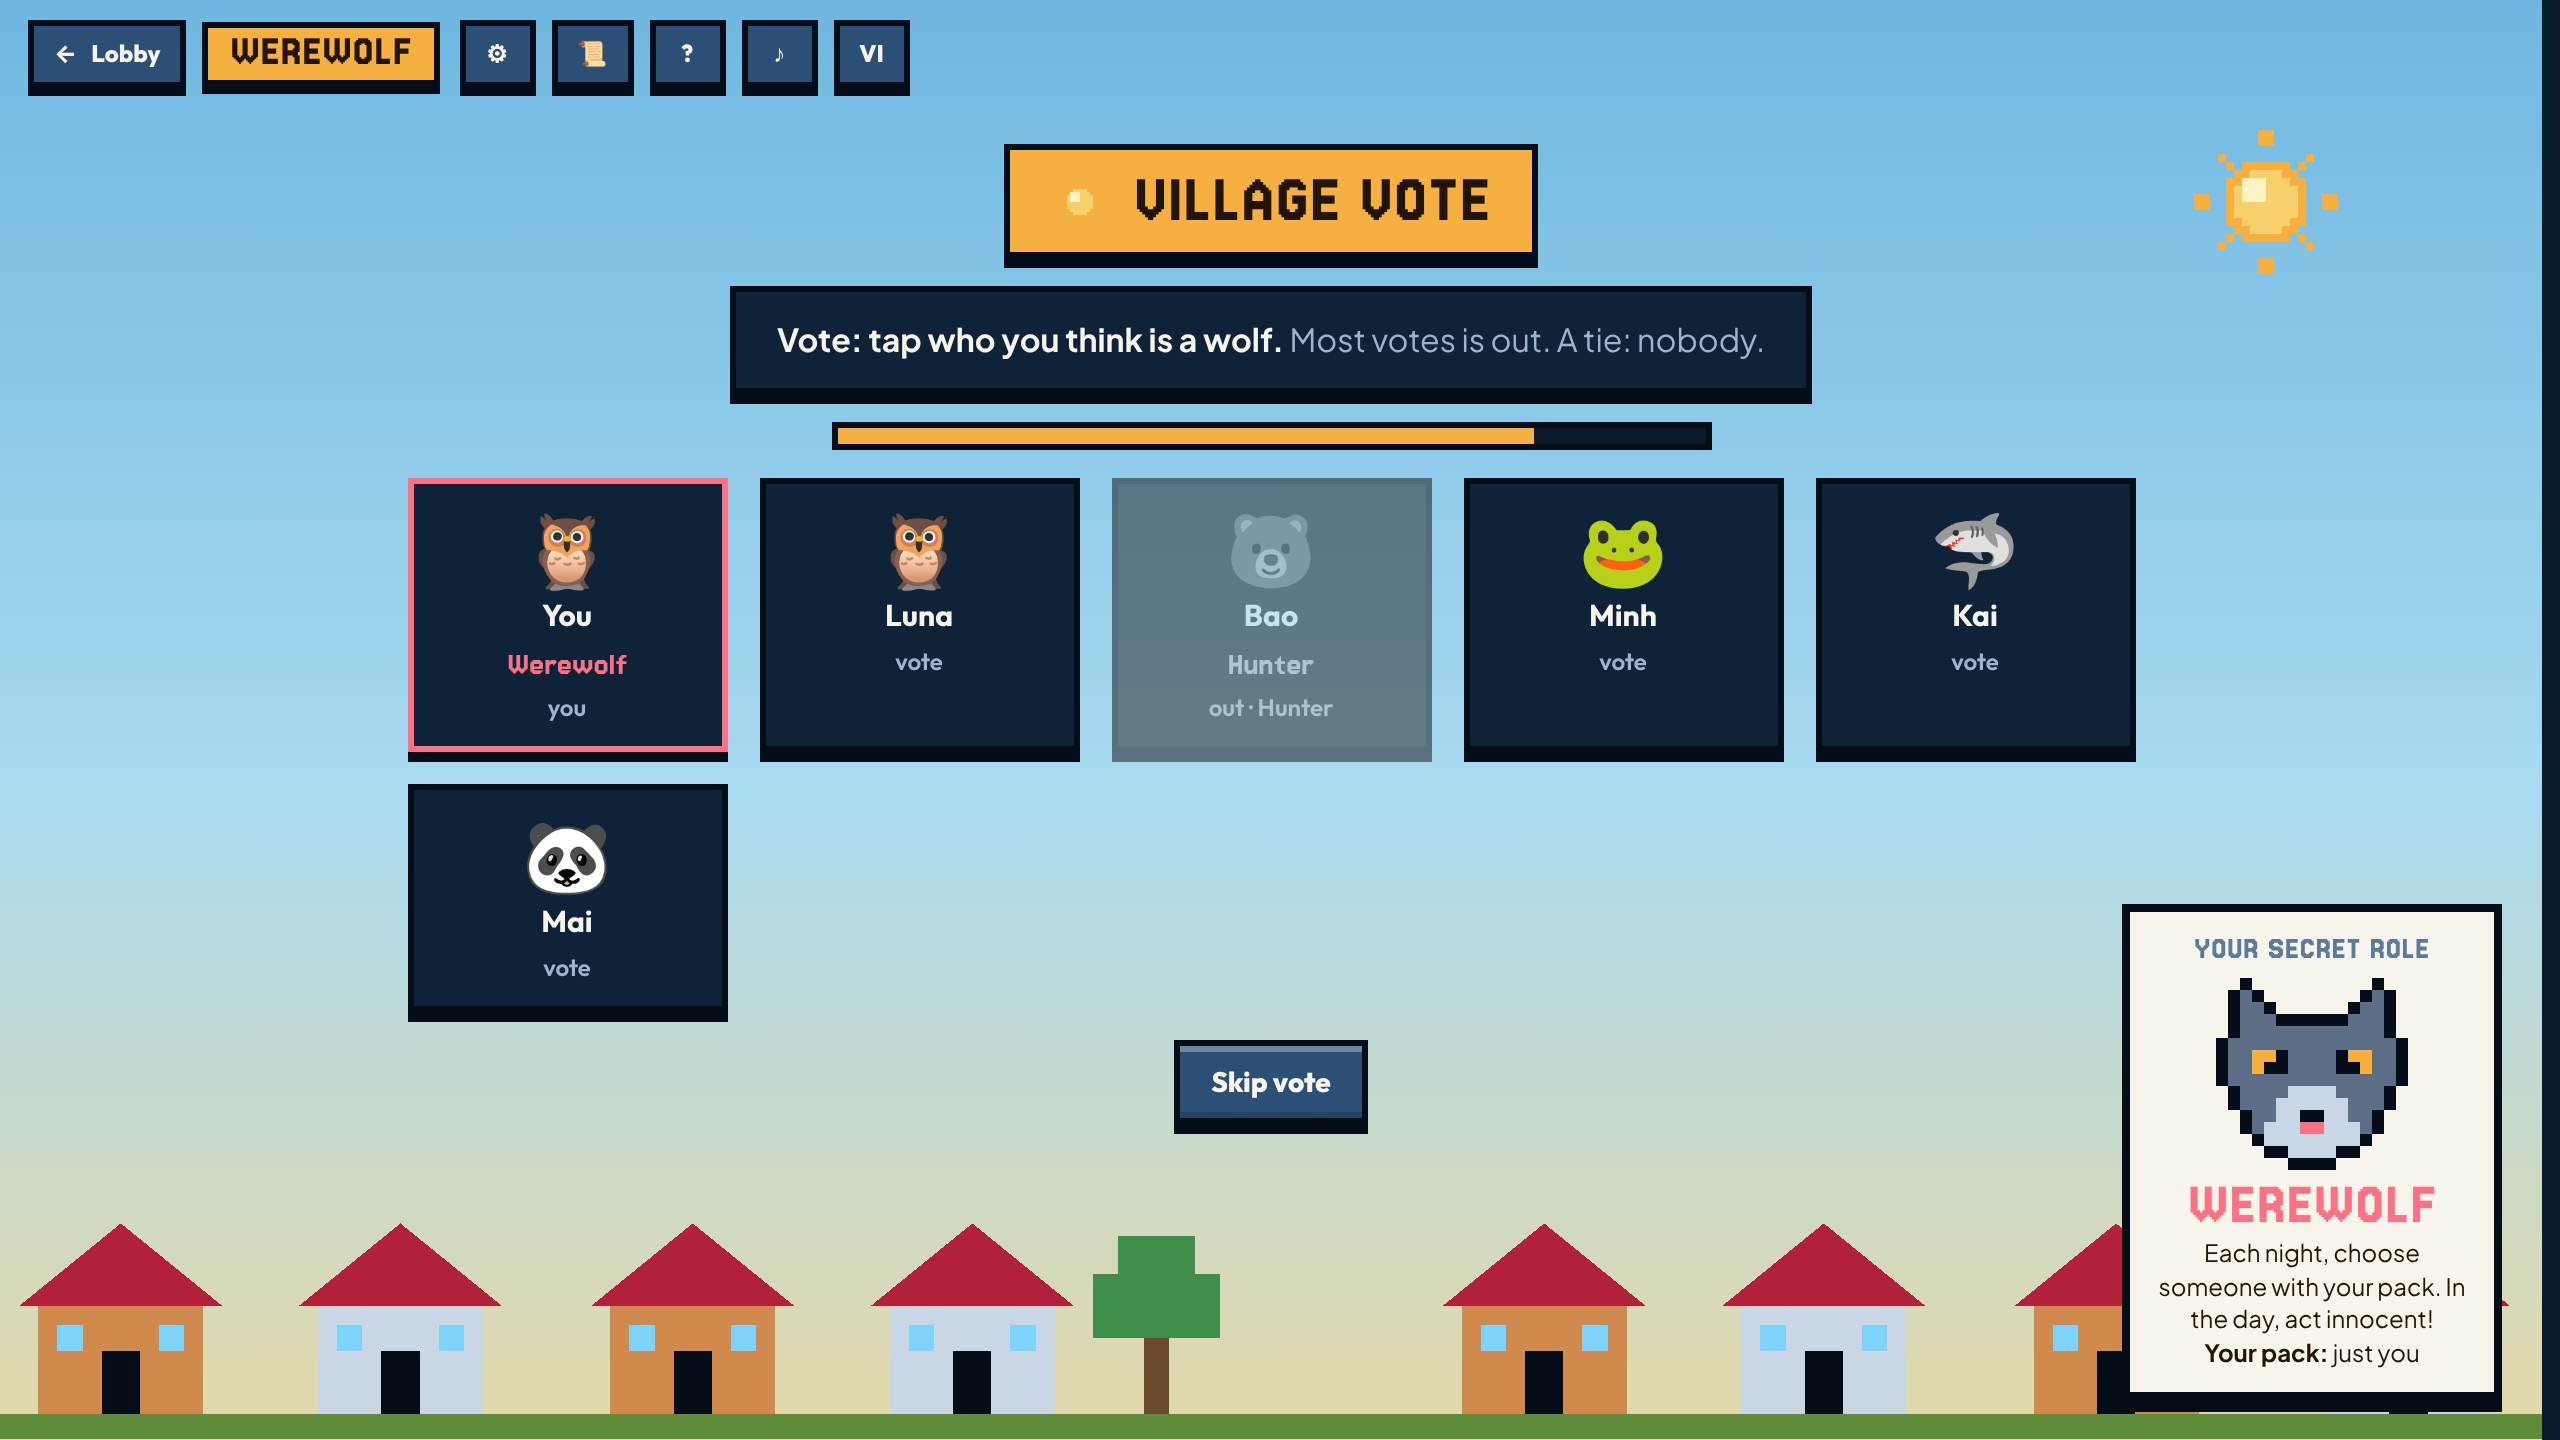 ← Lobby
WEREWOLF
?
♪
VI
VILLAGE VOTE
Vote: tap who you think is a wolf. Most votes is out. A tie: nobody.
You
Werewolf
you
Luna
vote
Bao
Hunter
out · Hunter
Minh
vote
Kai
vote
Mai
vote
Skip vote
YOUR SECRET ROLE
WEREWOLF
Each night, choose
someone with your pack. In
the day, act innocent!
Your pack: just you